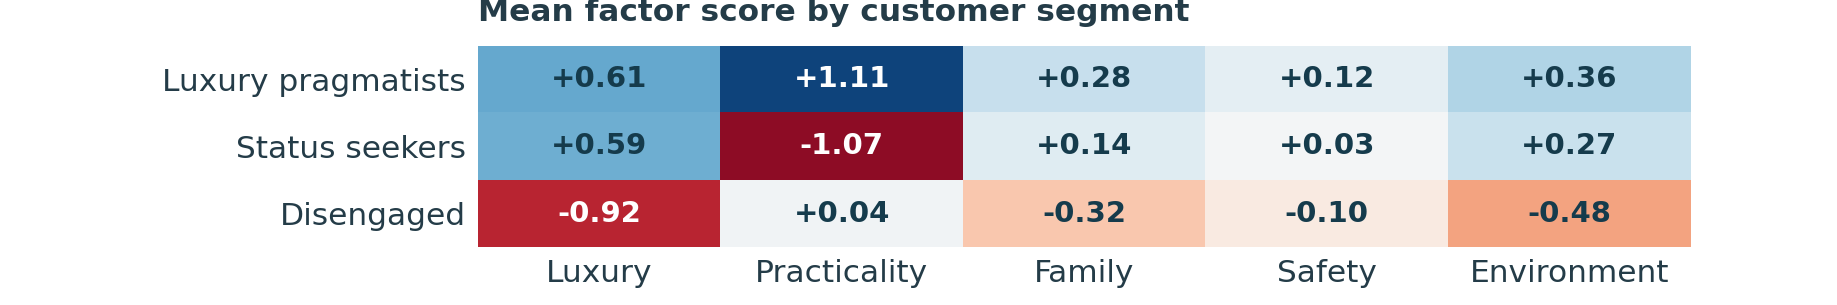 Mean factor score by customer segment
Luxury pragmatists +0.61 +1.11 +0.28 +0.12 +0.36
Status seekers +0.59 -1.07 +0.14 +0.03 +0.27
Disengaged -0.92 +0.04 -0.32 -0.10 -0.48
Luxury Practicality Family Safety Environment